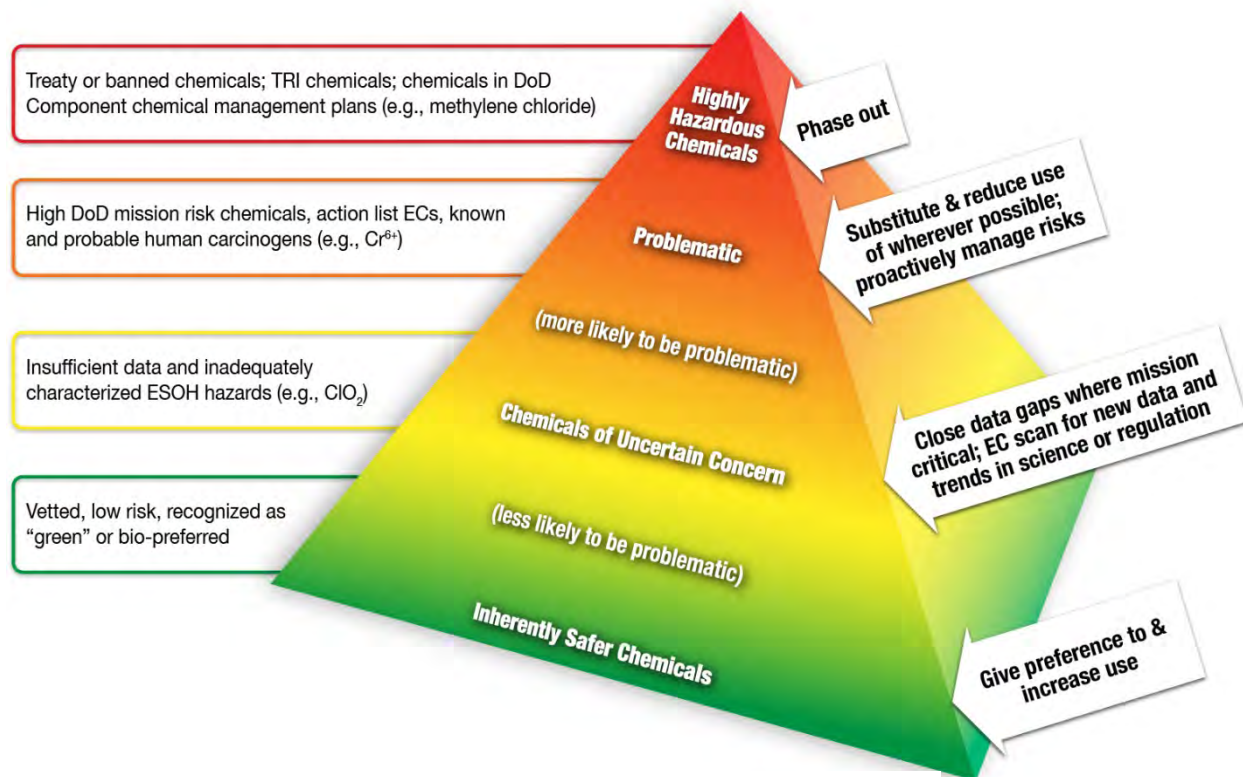 Treaty or banned chemicals; TRI chemicals; chemicals in DoD
Component chemical management plans (e.g., methylene chloride)
Highly
Hazardous
Chemicals
Phase out
High DoD mission risk chemicals, action list ECs, known
and probable human carcinogens (e.g., Cr⁶⁺)
Problematic
Substitute & reduce use
of wherever possible;
proactively manage risks
(more likely to be problematic)
Insufficient data and inadequately
characterized ESOH hazards (e.g., ClO₂)
Chemicals of Uncertain Concern
Close data gaps where mission
critical; EC scan for new data and
trends in science or regulation
(less likely to be problematic)
Vetted, low risk, recognized as
“green” or bio-preferred
Inherently Safer Chemicals
Give preference to &
increase use